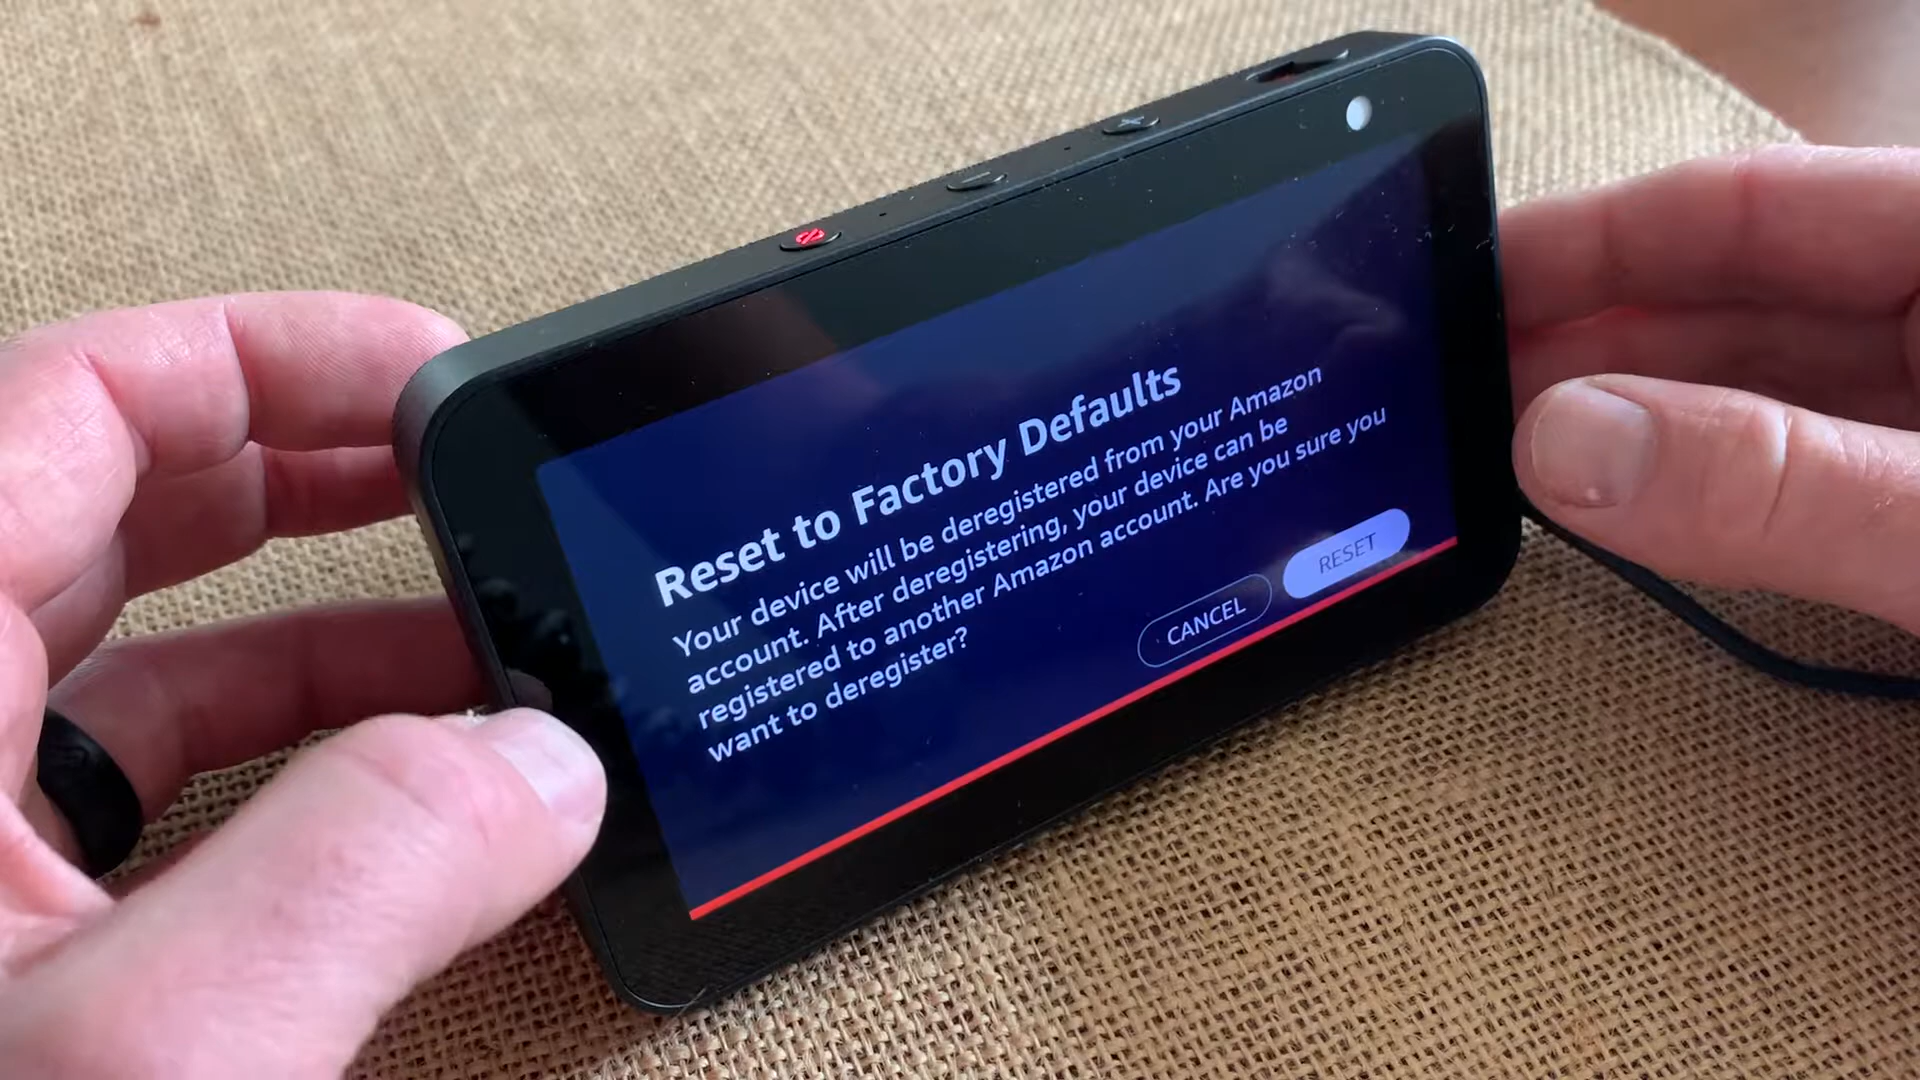 Reset to Factory Defaults
Your device will be deregistered from your Amazon
account. After deregistering, your device can be
registered to another Amazon account. Are you sure you
want to deregister?
CANCEL
RESET